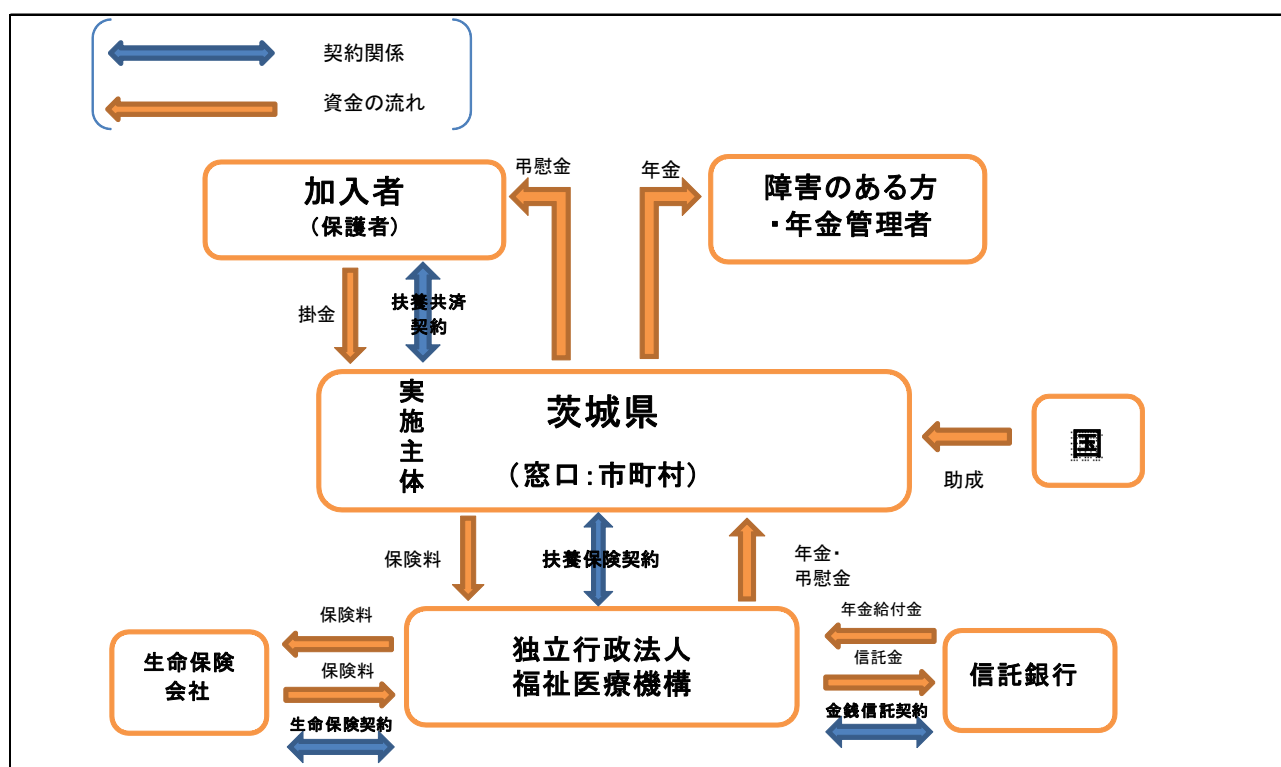 契約関係
資金の流れ
弔慰金
年金
加入者
（保護者）
障害のある方
・年金管理者
掛金
扶養共済
契約
実施主体
茨城県
（窓口：市町村）
国
助成
保険料
扶養保険契約
年金・
弔慰金
保険料
年金給付金
生命保険
会社
保険料
独立行政法人
福祉医療機構
信託金
信託銀行
生命保険契約
金銭信託契約